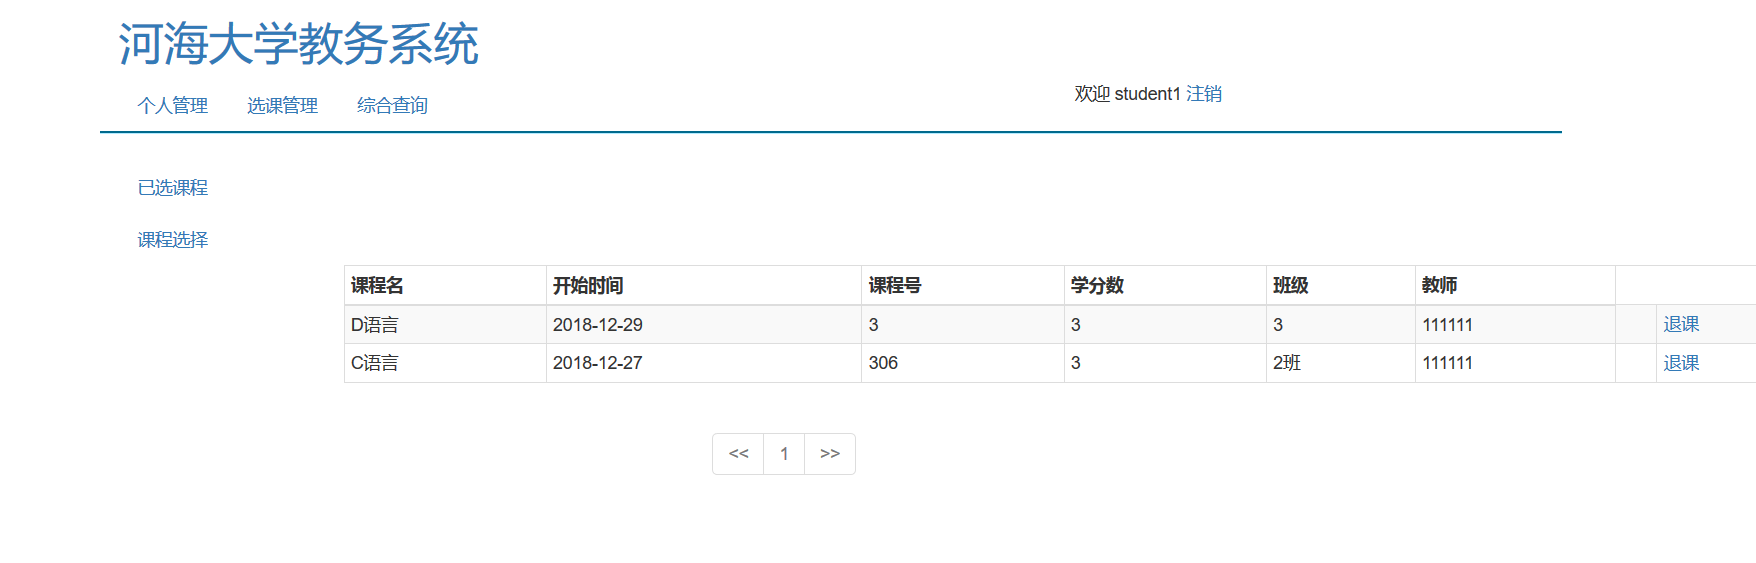 河海大学教务系统
个人管理 选课管理 综合查询 欢迎 student1 注销
已选课程
课程选择
课程名 开始时间 课程号 学分数 班级 教师
D语言 2018-12-29 3 3 3 111111 退课
C语言 2018-12-27 306 3 2班 111111 退课
<< 1 >>